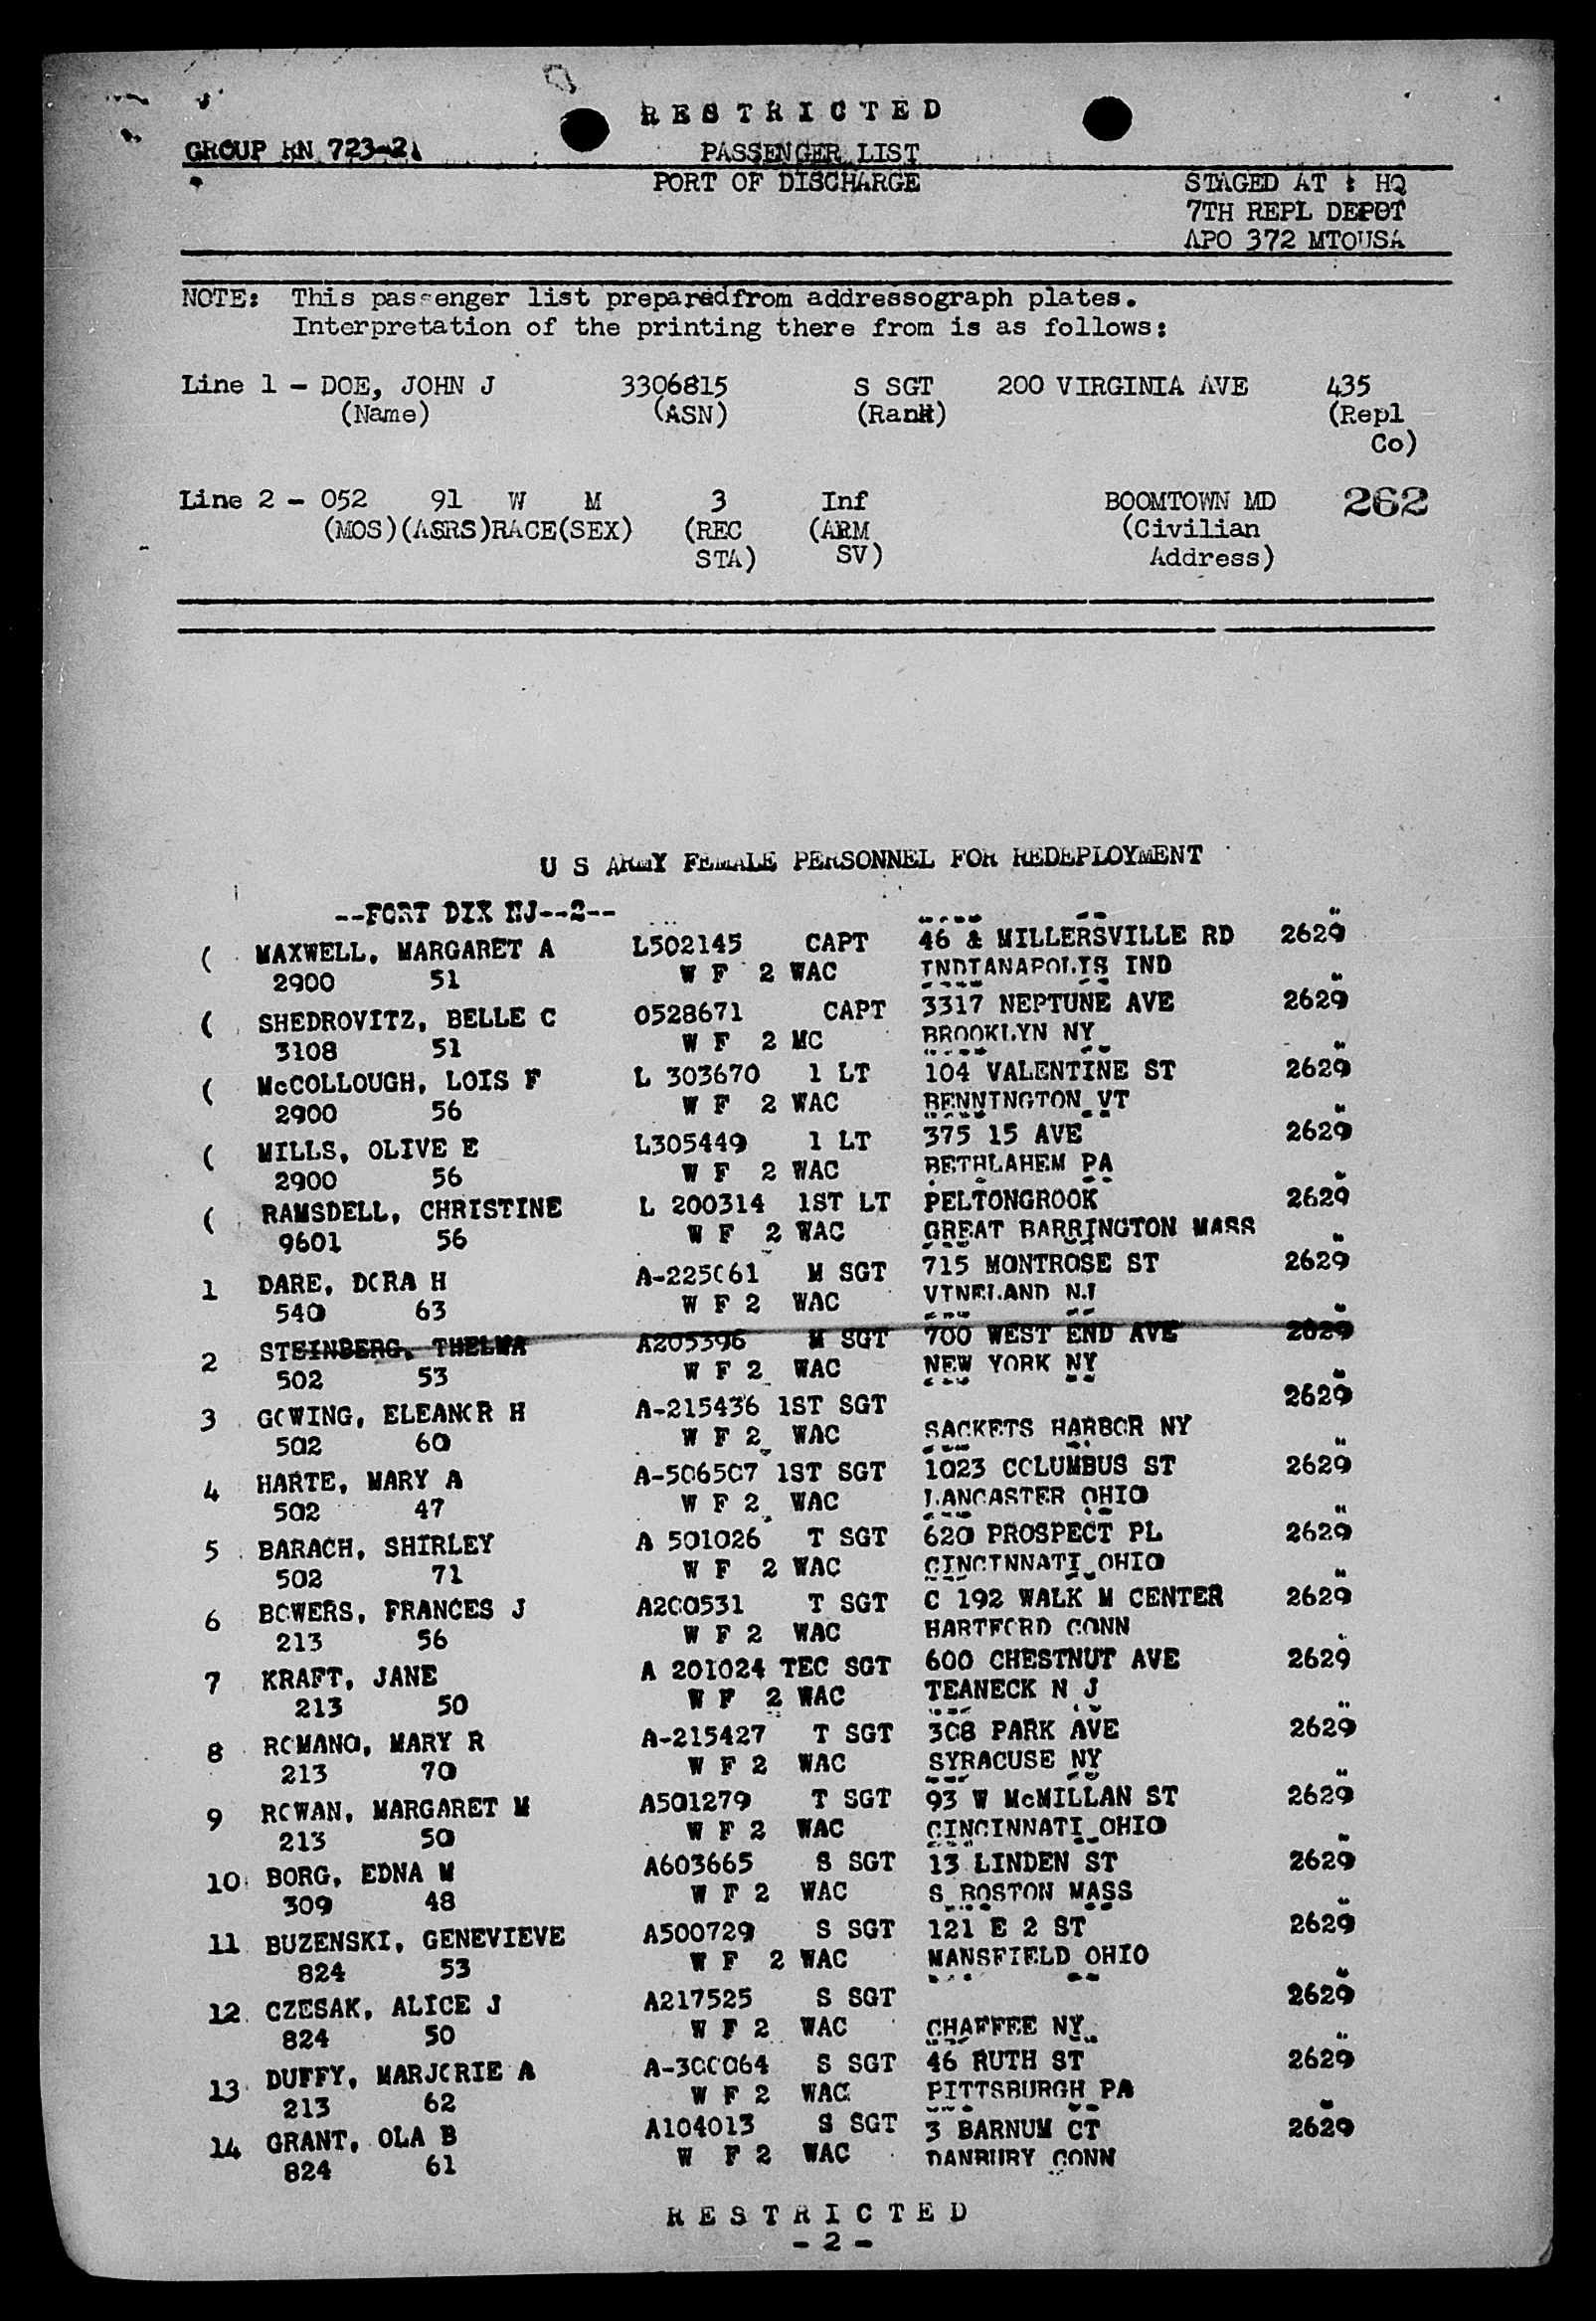 RESTRICTED
GROUP RN 723-21
PASSENGER LIST
PORT OF DISCHARGE STAGED AT : HQ
7TH REPL DEPOT
APO 372 MTOUSA
NOTE: This passenger list preparedfrom addressograph plates.
Interpretation of the printing there from is as follows:
Line 1 - DOE, JOHN J 3306815 S SGT 200 VIRGINIA AVE 435
(Name) (ASN) (Rank) (Repl
Co)
Line 2 - 052 91 W M 3 Inf BOOMTOWN MD 262
(MOS)(ASRS)RACE(SEX) (REC (ARM (Civilian
STA) SV) Address)
U S ARMY FEMALE PERSONNEL FOR REDEPLOYMENT
--FORT DIX NJ--2--
( MAXWELL, MARGARET A L502145 CAPT 46 & MILLERSVILLE RD 2629
2900 51 W F 2 WAC INDIANAPOLIS IND
( SHEDROVITZ, BELLE C 0528671 CAPT 3317 NEPTUNE AVE 2629
3108 51 W F 2 MC BROOKLYN NY
( McCOLLOUGH, LOIS F L 303670 1 LT 104 VALENTINE ST 2629
2900 56 W F 2 WAC BENNINGTON VT
( MILLS, OLIVE E L305449 1 LT 375 15 AVE 2629
2900 56 W F 2 WAC BETHLAHEM PA
( RAMSDELL, CHRISTINE L 200314 1ST LT PELTONGROOK 2629
9601 56 W F 2 WAC GREAT BARRINGTON MASS
1 DARE, DORA H A-225061 M SGT 715 MONTROSE ST 2629
540 63 W F 2 WAC VINELAND NJ
2 STEINBERG, THELMA A205396 M SGT 700 WEST END AVE 2629
502 53 W F 2 WAC NEW YORK NY
3 GOWING, ELEANOR H A-215436 1ST SGT 2629
502 60 W F 2 WAC SACKETS HARBOR NY
4 HARTE, MARY A A-506507 1ST SGT 1023 COLUMBUS ST 2629
502 47 W F 2 WAC LANCASTER OHIO
5 BARACH, SHIRLEY A 501026 T SGT 620 PROSPECT PL 2629
502 71 W F 2 WAC CINCINNATI OHIO
6 BOWERS, FRANCES J A200531 T SGT C 192 WALK M CENTER 2629
213 56 W F 2 WAC HARTFORD CONN
7 KRAFT, JANE A 201024 TEC SGT 600 CHESTNUT AVE 2629
213 50 W F 2 WAC TEANECK N J
8 ROMANO, MARY R A-215427 T SGT 308 PARK AVE 2629
213 70 W F 2 WAC SYRACUSE NY
9 ROWAN, MARGARET M A501279 T SGT 93 W McMILLAN ST 2629
213 50 W F 2 WAC CINCINNATI OHIO
10 BORG, EDNA M A603665 S SGT 13 LINDEN ST 2629
309 48 W F 2 WAC S BOSTON MASS
11 BUZENSKI, GENEVIEVE A500729 S SGT 121 E 2 ST 2629
824 53 W F 2 WAC MANSFIELD OHIO
12 CZESAK, ALICE J A217525 S SGT 2629
824 50 W F 2 WAC CHAFFEE NY
13 DUFFY, MARJORIE A A-300064 S SGT 46 RUTH ST 2629
213 62 W F 2 WAC PITTSBURGH PA
14 GRANT, OLA B A104013 S SGT 3 BARNUM CT 2629
824 61 W F 2 WAC DANBURY CONN
RESTRICTED
- 2 -